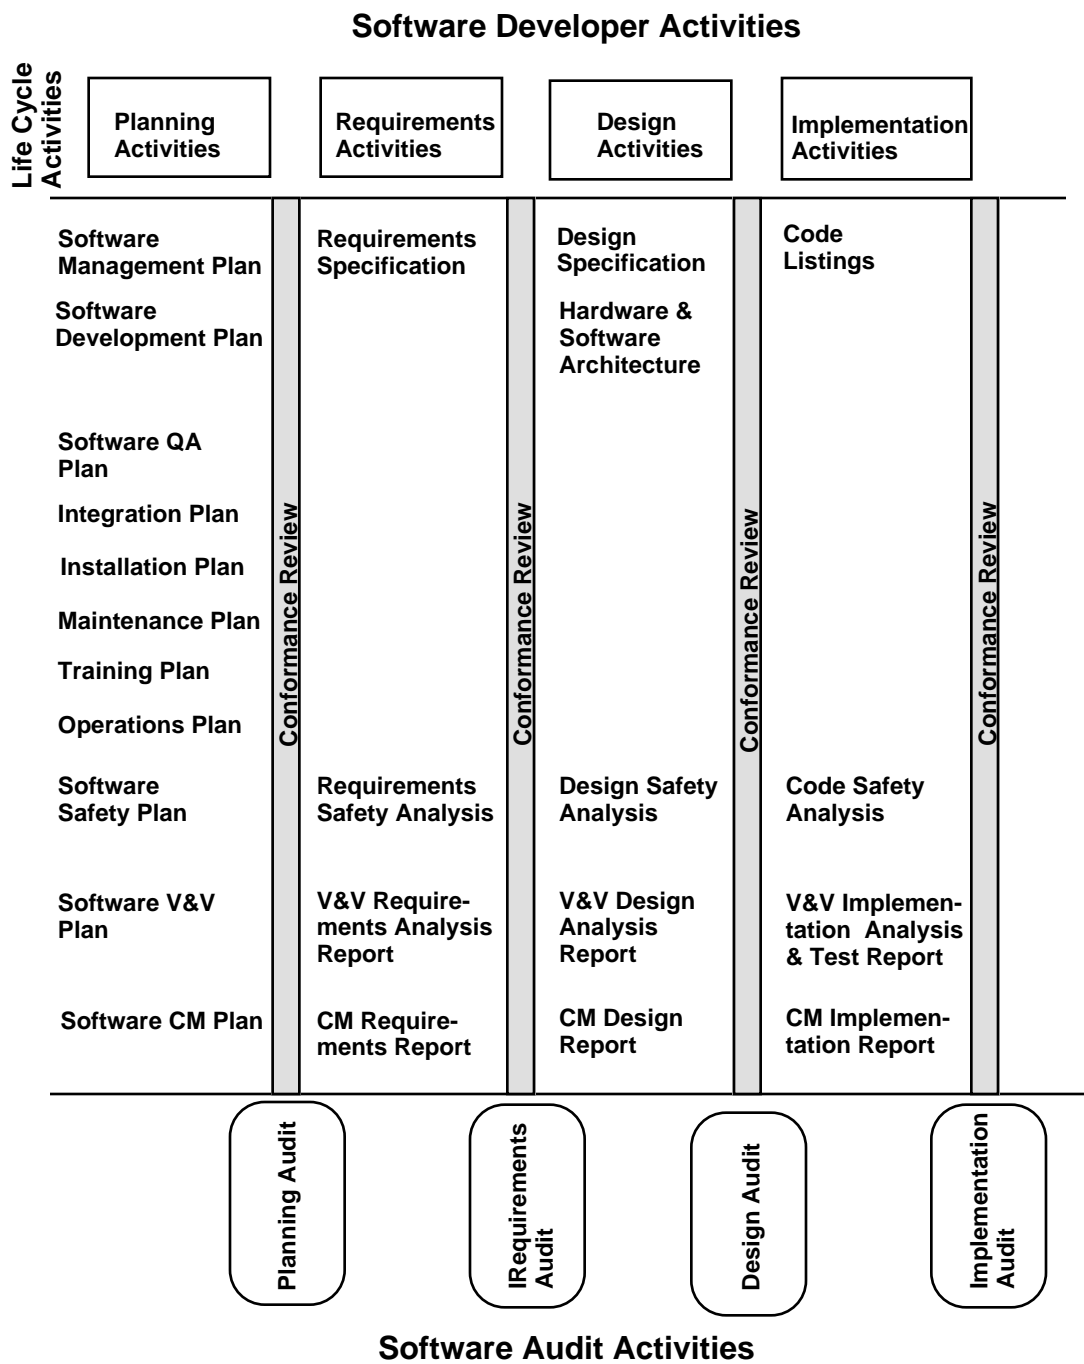 Software Developer Activities
Life Cycle
Activities
Planning
Activities
Requirements
Activities
Design
Activities
Implementation
Activities
Software
Management Plan
Software
Development Plan
Software QA
Plan
Integration Plan
Installation Plan
Maintenance Plan
Training Plan
Operations Plan
Software
Safety Plan
Software V&V
Plan
Software CM Plan
Conformance Review
Requirements
Specification
Requirements
Safety Analysis
V&V Require-
ments Analysis
Report
CM Require-
ments Report
Conformance Review
Design
Specification
Hardware &
Software
Architecture
Design Safety
Analysis
V&V Design
Analysis
Report
CM Design
Report
Conformance Review
Code
Listings
Code Safety
Analysis
V&V Implemen-
tation Analysis
& Test Report
CM Implemen-
tation Report
Conformance Review
Planning Audit
IRequirements
Audit
Design Audit
Implementation
Audit
Software Audit Activities